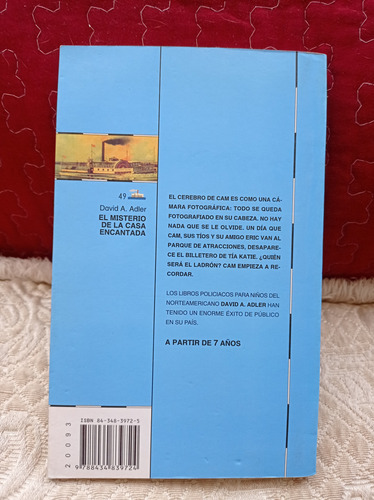 49
David A. Adler
EL MISTERIO
DE LA CASA
ENCANTADA
EL CEREBRO DE CAM ES COMO UNA CÁ-
MARA FOTOGRÁFICA: TODO SE QUEDA
FOTOGRAFIADO EN SU CABEZA. NO HAY
NADA QUE SE LE OLVIDE. UN DÍA QUE
CAM, SUS TÍOS Y SU AMIGO ERIC VAN AL
PARQUE DE ATRACCIONES, DESAPARE-
CE EL BILLETERO DE TÍA KATIE. ¿QUIÉN
SERÁ EL LADRÓN? CAM EMPIEZA A RE-
CORDAR.
LOS LIBROS POLICIACOS PARA NIÑOS DEL
NORTEAMERICANO DAVID A. ADLER HAN
TENIDO UN ENORME ÉXITO DE PÚBLICO
EN SU PAÍS.
A PARTIR DE 7 AÑOS
20093
ISBN 84-348-3972-5
9 788434 839724